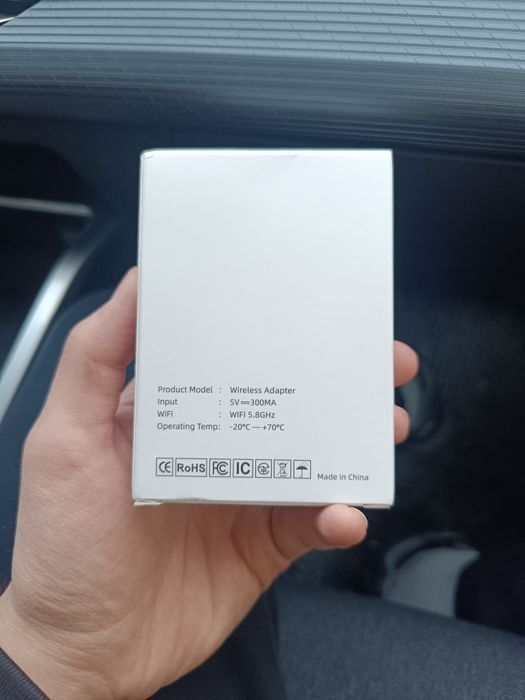 Product Model : Wireless Adapter
Input : 5V⎓300MA
WiFi : WIFI 5.8GHz
Operating Temp: -20℃ — +70℃
CE RoHS FC IC
Made in China